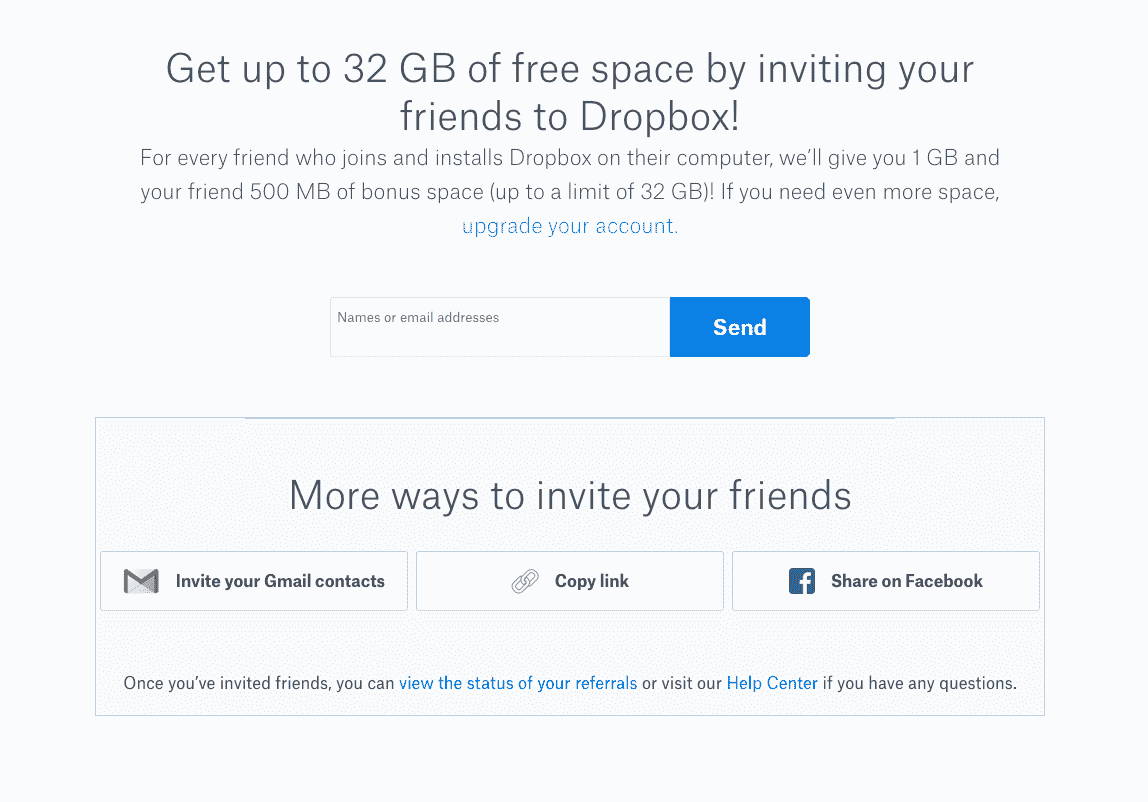 Get up to 32 GB of free space by inviting your
friends to Dropbox!
For every friend who joins and installs Dropbox on their computer, we’ll give you 1 GB and
your friend 500 MB of bonus space (up to a limit of 32 GB)! If you need even more space,
upgrade your account.
Names or email addresses
Send
More ways to invite your friends
Invite your Gmail contacts
Copy link
Share on Facebook
Once you’ve invited friends, you can view the status of your referrals or visit our Help Center if you have any questions.